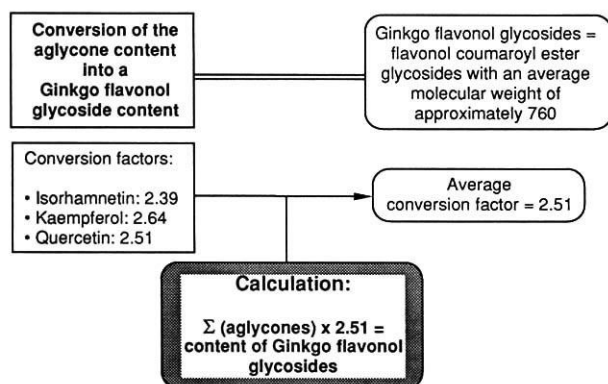 Conversion of the
aglycone content
into a
Ginkgo flavonol
glycoside content
Ginkgo flavonol glycosides =
flavonol coumaroyl ester
glycosides with an average
molecular weight of
approximately 760
Conversion factors:
• Isorhamnetin: 2.39
• Kaempferol: 2.64
• Quercetin: 2.51
Average
conversion factor = 2.51
Calculation:
Σ (aglycones) x 2.51 =
content of Ginkgo flavonol
glycosides